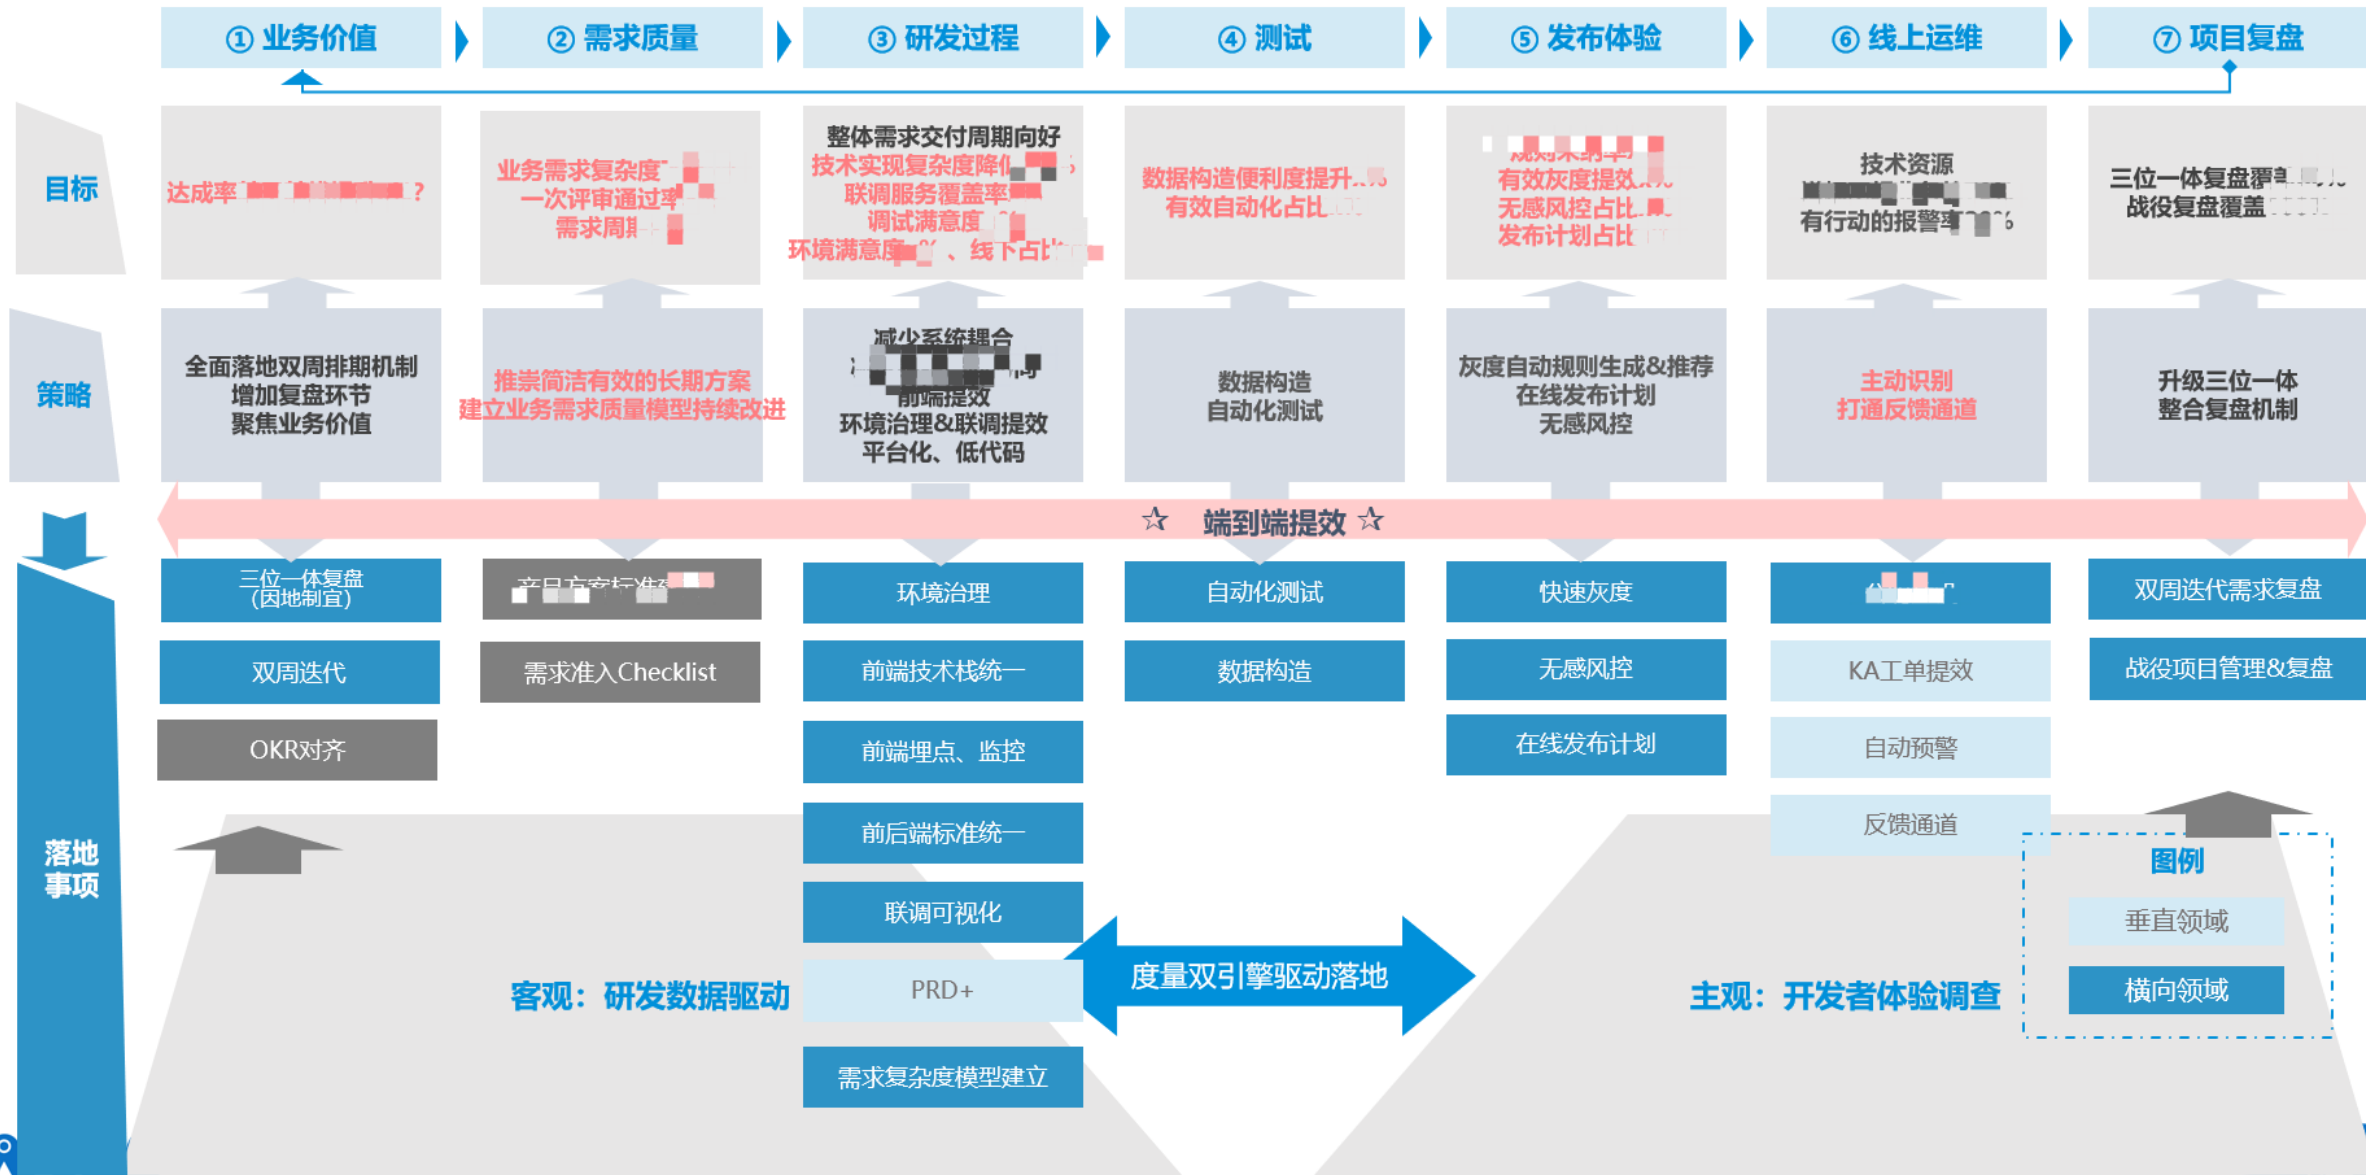 ① 业务价值
② 需求质量
③ 研发过程
④ 测试
⑤ 发布体验
⑥ 线上运维
⑦ 项目复盘
目标
达成率 ?
业务需求复杂度
一次评审通过率
需求周期
整体需求交付周期向好
技术实现复杂度降低 %
联调服务覆盖率
调试满意度 %
环境满意度 % 、线下占比
数据构造便利度提升 %
有效自动化占比
有效灰度提效 %
无感风控占比
发布计划占比
技术资源
有行动的报警率 %
三位一体复盘覆盖 %
战役复盘覆盖
策略
全面落地双周排期机制
增加复盘环节
聚焦业务价值
推崇简洁有效的长期方案
建立业务需求质量模型持续改进
减少系统耦合
前端提效
环境治理&联调提效
平台化、低代码
数据构造
自动化测试
灰度自动规则生成&推荐
在线发布计划
无感风控
主动识别
打通反馈通道
升级三位一体
整合复盘机制
☆ 端到端提效 ☆
落地
事项
三位一体复盘
(因地制宜)
双周迭代
OKR对齐
产品方案标准
需求准入Checklist
环境治理
前端技术栈统一
前端埋点、监控
前后端标准统一
联调可视化
PRD+
需求复杂度模型建立
自动化测试
数据构造
快速灰度
无感风控
在线发布计划
KA工单提效
自动预警
反馈通道
双周迭代需求复盘
战役项目管理&复盘
客观：研发数据驱动
度量双引擎驱动落地
主观：开发者体验调查
图例
垂直领域
横向领域